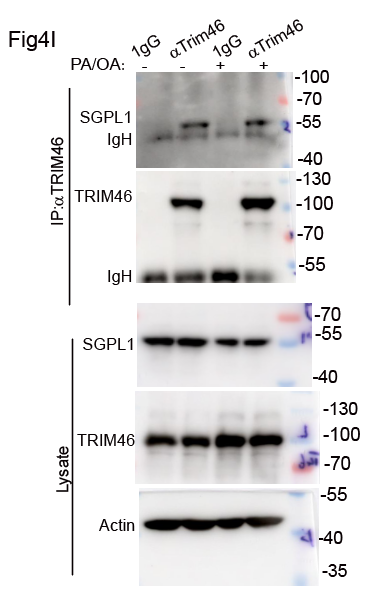 Fig4I
1gG αTrim46 1gG αTrim46
PA/OA: - - + +
IP:αTRIM46
SGPL1
IgH
-100
-70
-55
-40
TRIM46
IgH
-130
-100
-70
-55
Lysate
SGPL1
-70
-55
-40
TRIM46
-130
-100
-70
Actin
-55
-40
-35